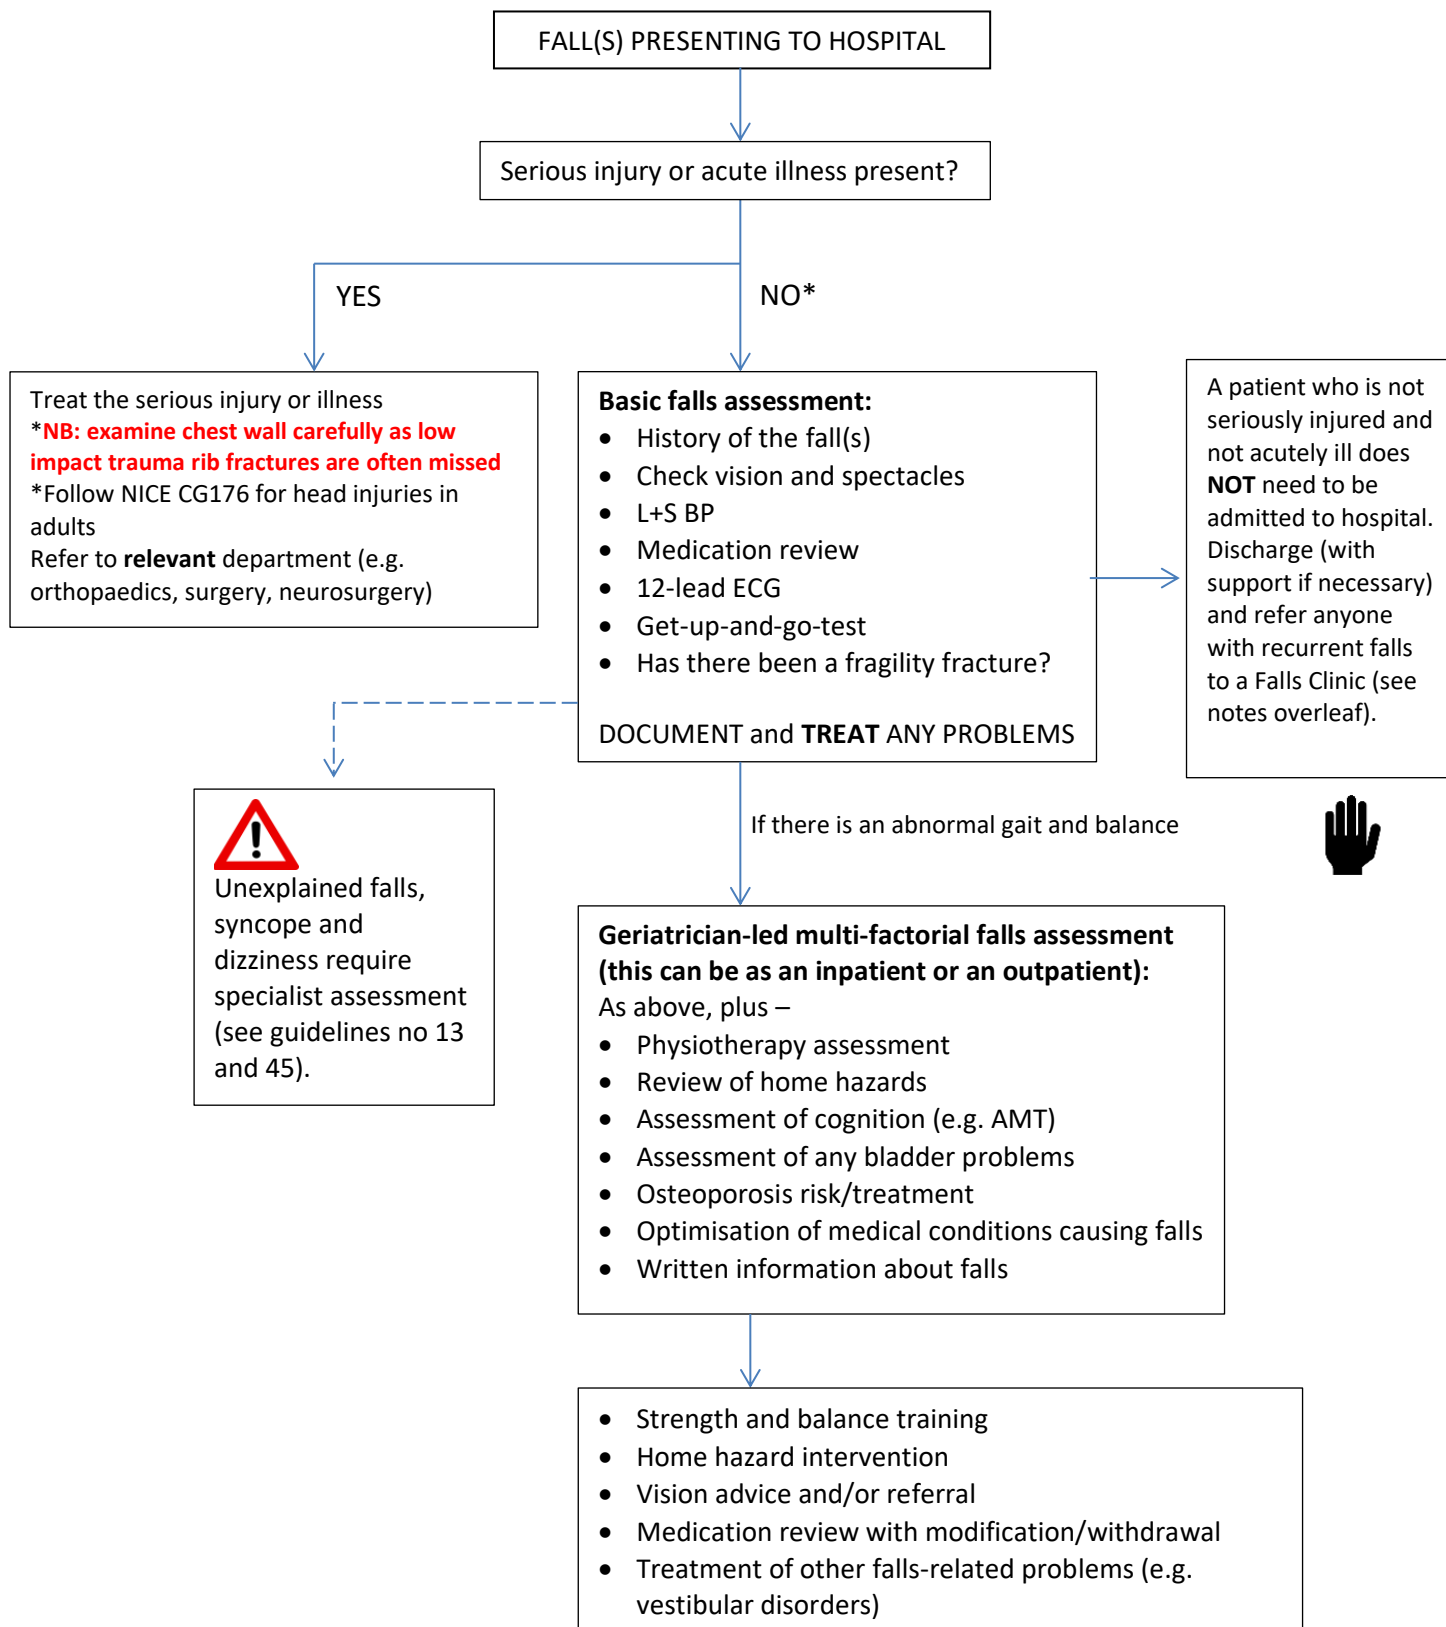 FALL(S) PRESENTING TO HOSPITAL
Serious injury or acute illness present?
YES
NO*
Treat the serious injury or illness
*NB: examine chest wall carefully as low
impact trauma rib fractures are often missed
*Follow NICE CG176 for head injuries in
adults
Refer to relevant department (e.g.
orthopaedics, surgery, neurosurgery)
Basic falls assessment:
• History of the fall(s)
• Check vision and spectacles
• L+S BP
• Medication review
• 12-lead ECG
• Get-up-and-go-test
• Has there been a fragility fracture?
DOCUMENT and TREAT ANY PROBLEMS
A patient who is not
seriously injured and
not acutely ill does
NOT need to be
admitted to hospital.
Discharge (with
support if necessary)
and refer anyone
with recurrent falls
to a Falls Clinic (see
notes overleaf).
!
Unexplained falls,
syncope and
dizziness require
specialist assessment
(see guidelines no 13
and 45).
If there is an abnormal gait and balance
Geriatrician-led multi-factorial falls assessment
(this can be as an inpatient or an outpatient):
As above, plus –
• Physiotherapy assessment
• Review of home hazards
• Assessment of cognition (e.g. AMT)
• Assessment of any bladder problems
• Osteoporosis risk/treatment
• Optimisation of medical conditions causing falls
• Written information about falls
• Strength and balance training
• Home hazard intervention
• Vision advice and/or referral
• Medication review with modification/withdrawal
• Treatment of other falls-related problems (e.g.
vestibular disorders)